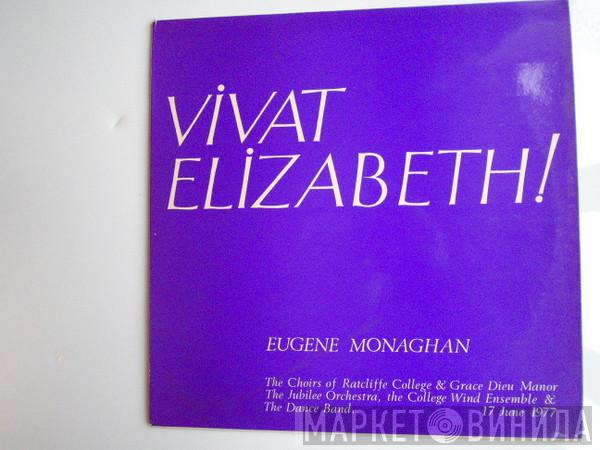 ViVAT
ELiZABETH!
EUGENE MONAGHAN
The Choirs of Ratcliffe College & Grace Dieu Manor
The Jubilee Orchestra, the College Wind Ensemble &
The Dance Band. 17 June 1977
МАРКЕТ ВИНИЛА